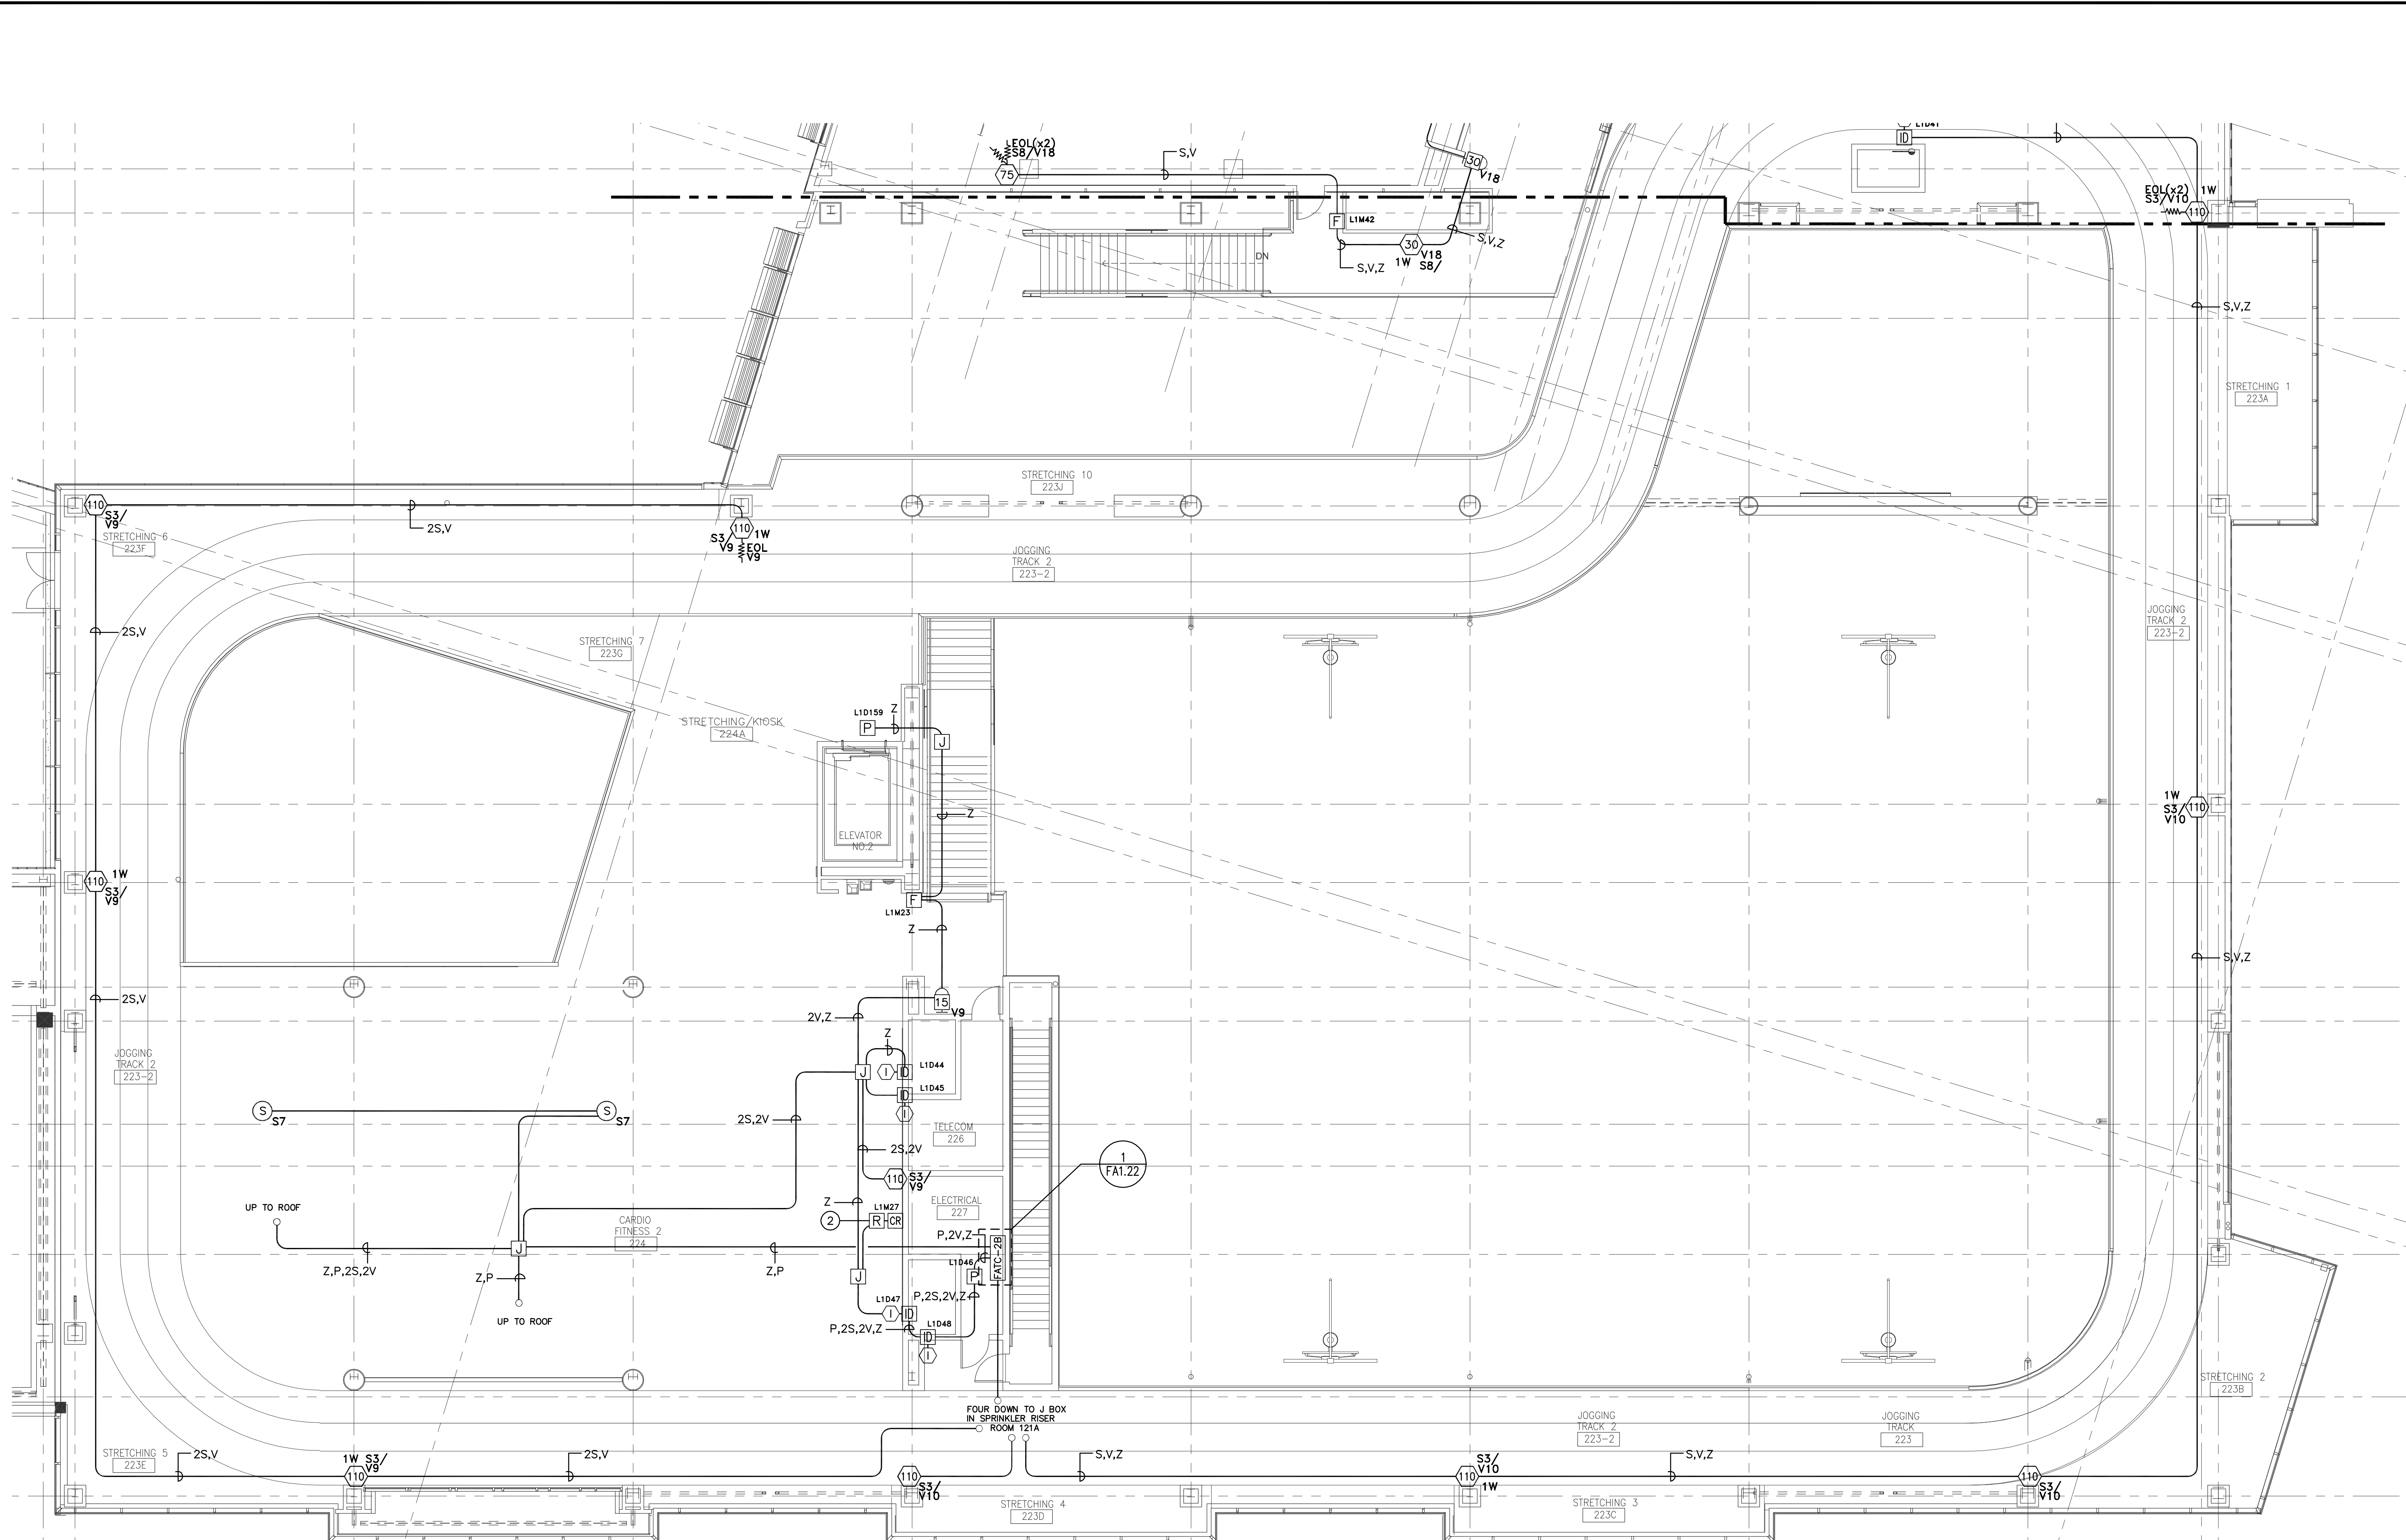 L1D41
ID
EOL(x2)
S8/V18
75
S,V
30
V18
F
L1M42
S,V,Z
30
V18
1W
S8/
S,V,Z
DN
EOL(x2)
S3/V10
1W
110
S,V,Z
STRETCHING 1
223A
STRETCHING 10
223J
110
S3/
V9
2S,V
STRETCHING 6
223F
110
1W
S3/
V9
EOL
V9
JOGGING
TRACK 2
223-2
2S,V
STRETCHING 7
223G
JOGGING
TRACK 2
223-2
L1D159
Z
P
J
STRETCHING/KIOSK
224A
Z
ELEVATOR
NO.2
1W
S3/
V10
110
110
1W
S3/
V9
F
L1M23
Z
S,V,Z
2S,V
15
V9
2V,Z
Z
JOGGING
TRACK 2
223-2
J
I
ID
L1D44
ID
L1D45
I
S
S7
S
S7
2S,2V
TELECOM
226
2S,2V
1
FA1.22
110
S3/
V9
Z
ELECTRICAL
227
UP TO ROOF
2
L1M27
R
CR
CARDIO
FITNESS 2
224
P,2V,Z
FATC-2B
J
L1D46
P
Z,P,2S,2V
Z,P
Z,P
J
P,2S,2V,Z
L1D47
I
ID
UP TO ROOF
P,2S,2V,Z
L1D48
ID
I
STRETCHING 2
223B
FOUR DOWN TO J BOX
IN SPRINKLER RISER
ROOM 121A
JOGGING
TRACK 2
223-2
JOGGING
TRACK
223
STRETCHING 5
223E
2S,V
1W S3/
V9
110
2S,V
110
S3/
V10
S,V,Z
S3/
V10
110
1W
S,V,Z
110
S3/
V10
STRETCHING 4
223D
STRETCHING 3
223C